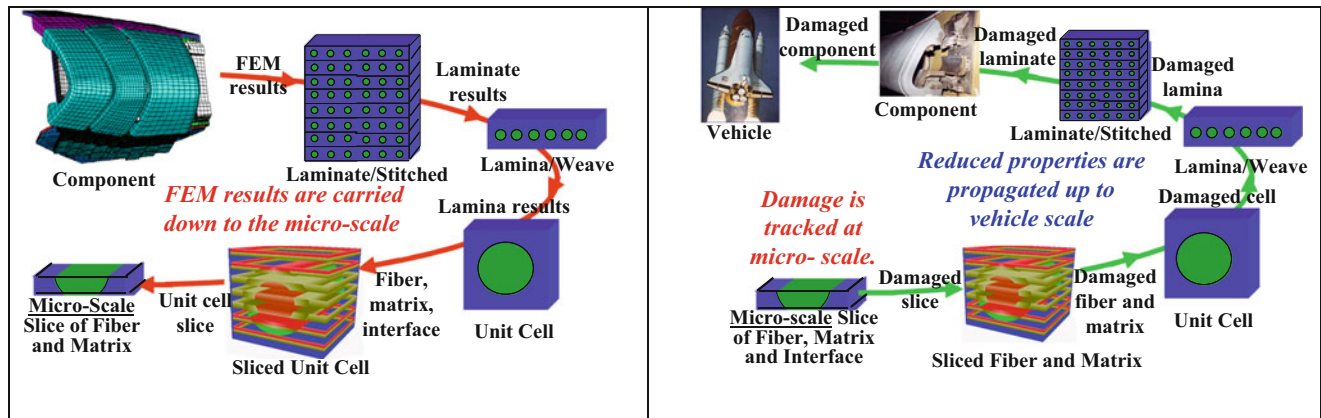 FEM
results
Laminate
results
Component
Laminate/Stitched
Lamina/Weave
FEM results are carried
down to the micro-scale
Lamina results
Fiber,
matrix,
interface
Unit Cell
Unit cell
slice
Sliced Unit Cell
Micro-Scale
Slice of Fiber
and Matrix
Damaged
component
Damaged
laminate
Damaged
lamina
Vehicle
Component
Laminate/Stitched
Lamina/Weave
Reduced properties are
propagated up to
vehicle scale
Damaged cell
Damage is
tracked at
micro- scale.
Damaged
slice
Damaged
fiber and
matrix
Unit Cell
Micro-scale Slice
of Fiber, Matrix
and Interface
Sliced Fiber and Matrix